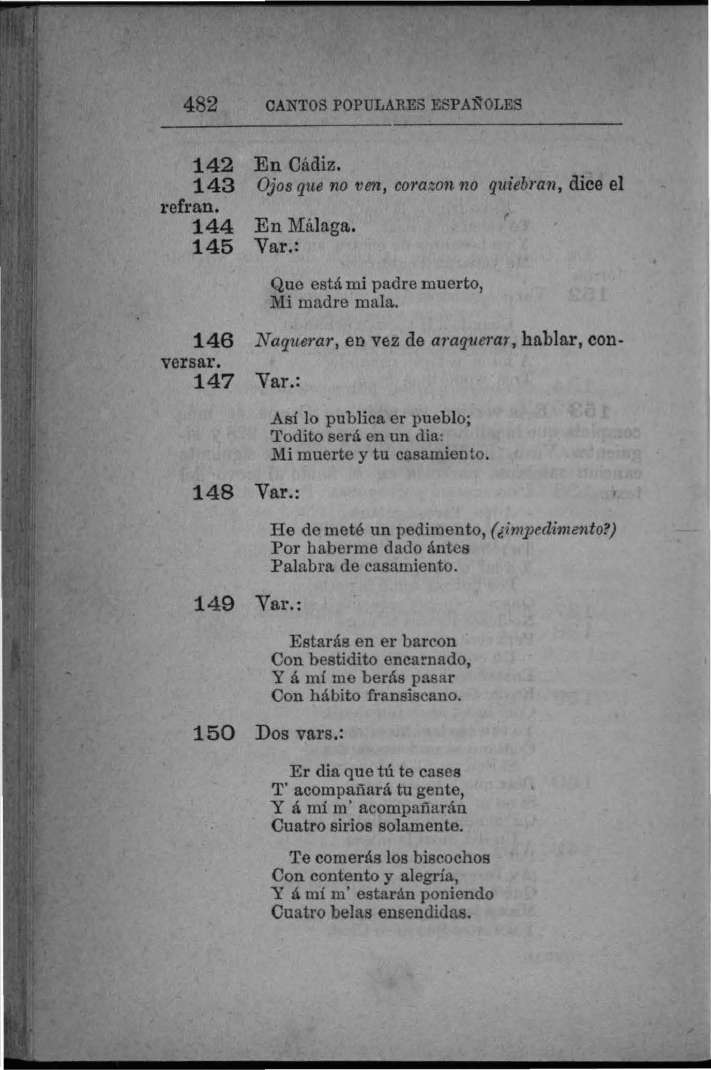 482 CANTOS POPULARES ESPAÑOLES
142 En Cádiz.
143 Ojos que no ven, corazon no quiebran, dice el
refran.
144 En Málaga.
145 Var.:
Que está mi padre muerto,
Mi madre mala.
146 Naquerar, en vez de araquerar, hablar, con-
versar.
147 Var.:
Así lo publica er pueblo;
Todito será en un dia:
Mi muerte y tu casamiento.
148 Var.:
He de meté un pedimento, (¿impedimento?)
Por haberme dado ántes
Palabra de casamiento.
149 Var.:
Estarás en er barcon
Con bestidito encarnado,
Y á mí me berás pasar
Con hábito fransiscano.
150 Dos vars.:
Er dia que tú te cases
T' acompañará tu gente,
Y á mí m' acompañarán
Cuatro sirios solamente.
Te comerás los biscochos
Con contento y alegría,
Y á mí m' estarán poniendo
Cuatro belas ensendidas.